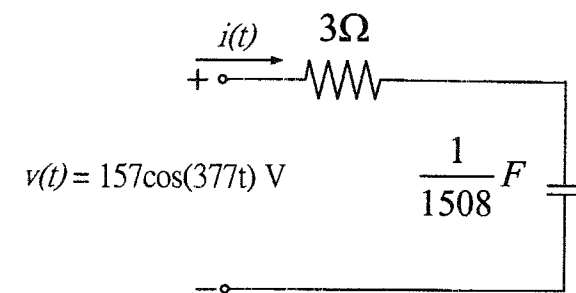 3Ω
i(t)
+
v(t) = 157cos(377t) V
1
1508
F
−